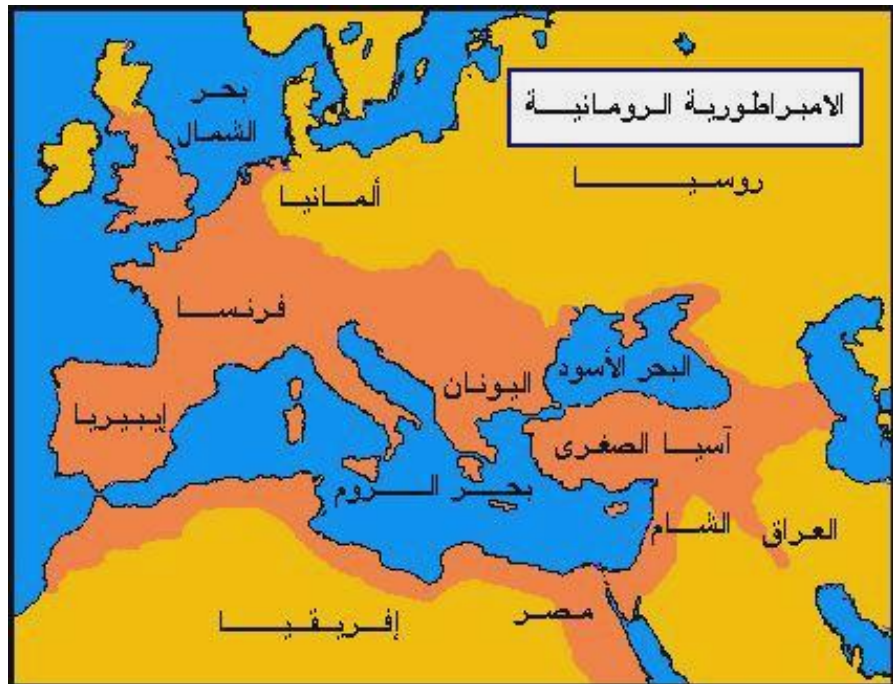 الامبراطورية الرومانية
بحر
الشمال
روسيا
ألمانيا
فرنسا
البحر الأسود
اليونان
إيبيريا
آسيا الصغرى
بحر الروم
الشام
العراق
مصر
إفريقيا